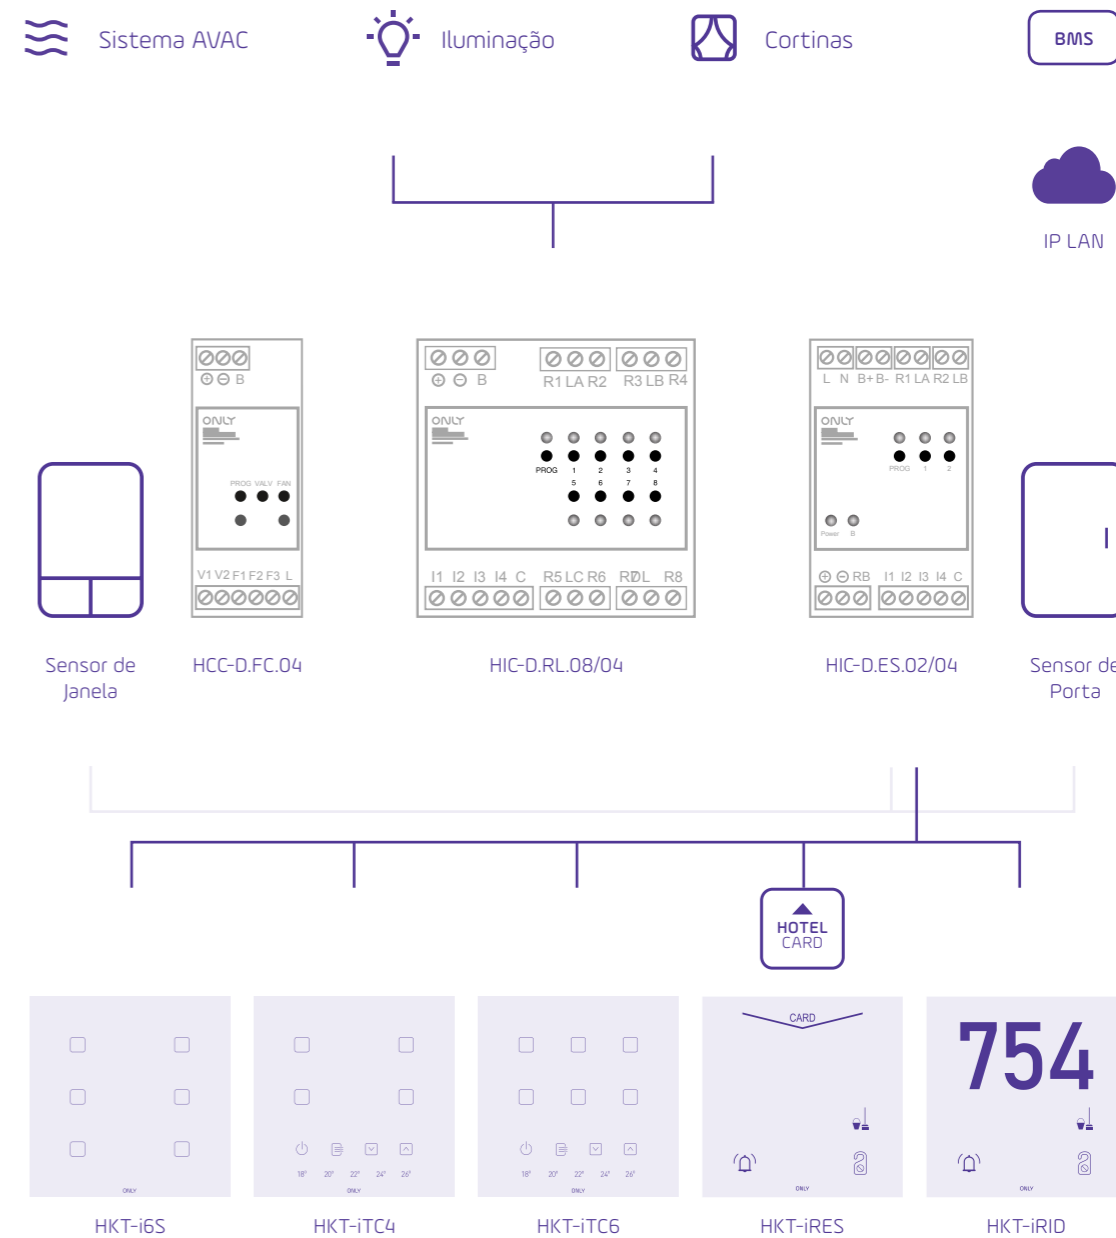 Sistema AVAC
Iluminação
Cortinas
BMS
IP LAN
⊕ ⊖ B
ONLY
PROG VALV FAN
V1 V2 F1 F2 F3 L
⊕ ⊖ B R1 LA R2 R3 LB R4
ONLY
PROG 1 2 3 4
5 6 7 8
I1 I2 I3 I4 C R5 LC R6 R7 DL R8
L N B+ B- R1 LA R2 LB
ONLY
PROG 1 2
Power B
⊕ ⊖ RB I1 I2 I3 I4 C
Sensor de
Janela
HCC-D.FC.04
HIC-D.RL.08/04
HIC-D.ES.02/04
Sensor de
Porta
HOTEL
CARD
ONLY
18° 20° 22° 24° 26°
ONLY
18° 20° 22° 24° 26°
ONLY
CARD
ONLY
754
ONLY
HKT-i6S
HKT-iTC4
HKT-iTC6
HKT-iRES
HKT-iRID